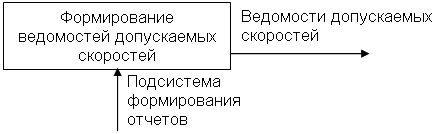 Формирование
ведомостей допускаемых
скоростей
Ведомости допускаемых
скоростей
Подсистема
формирования
отчетов